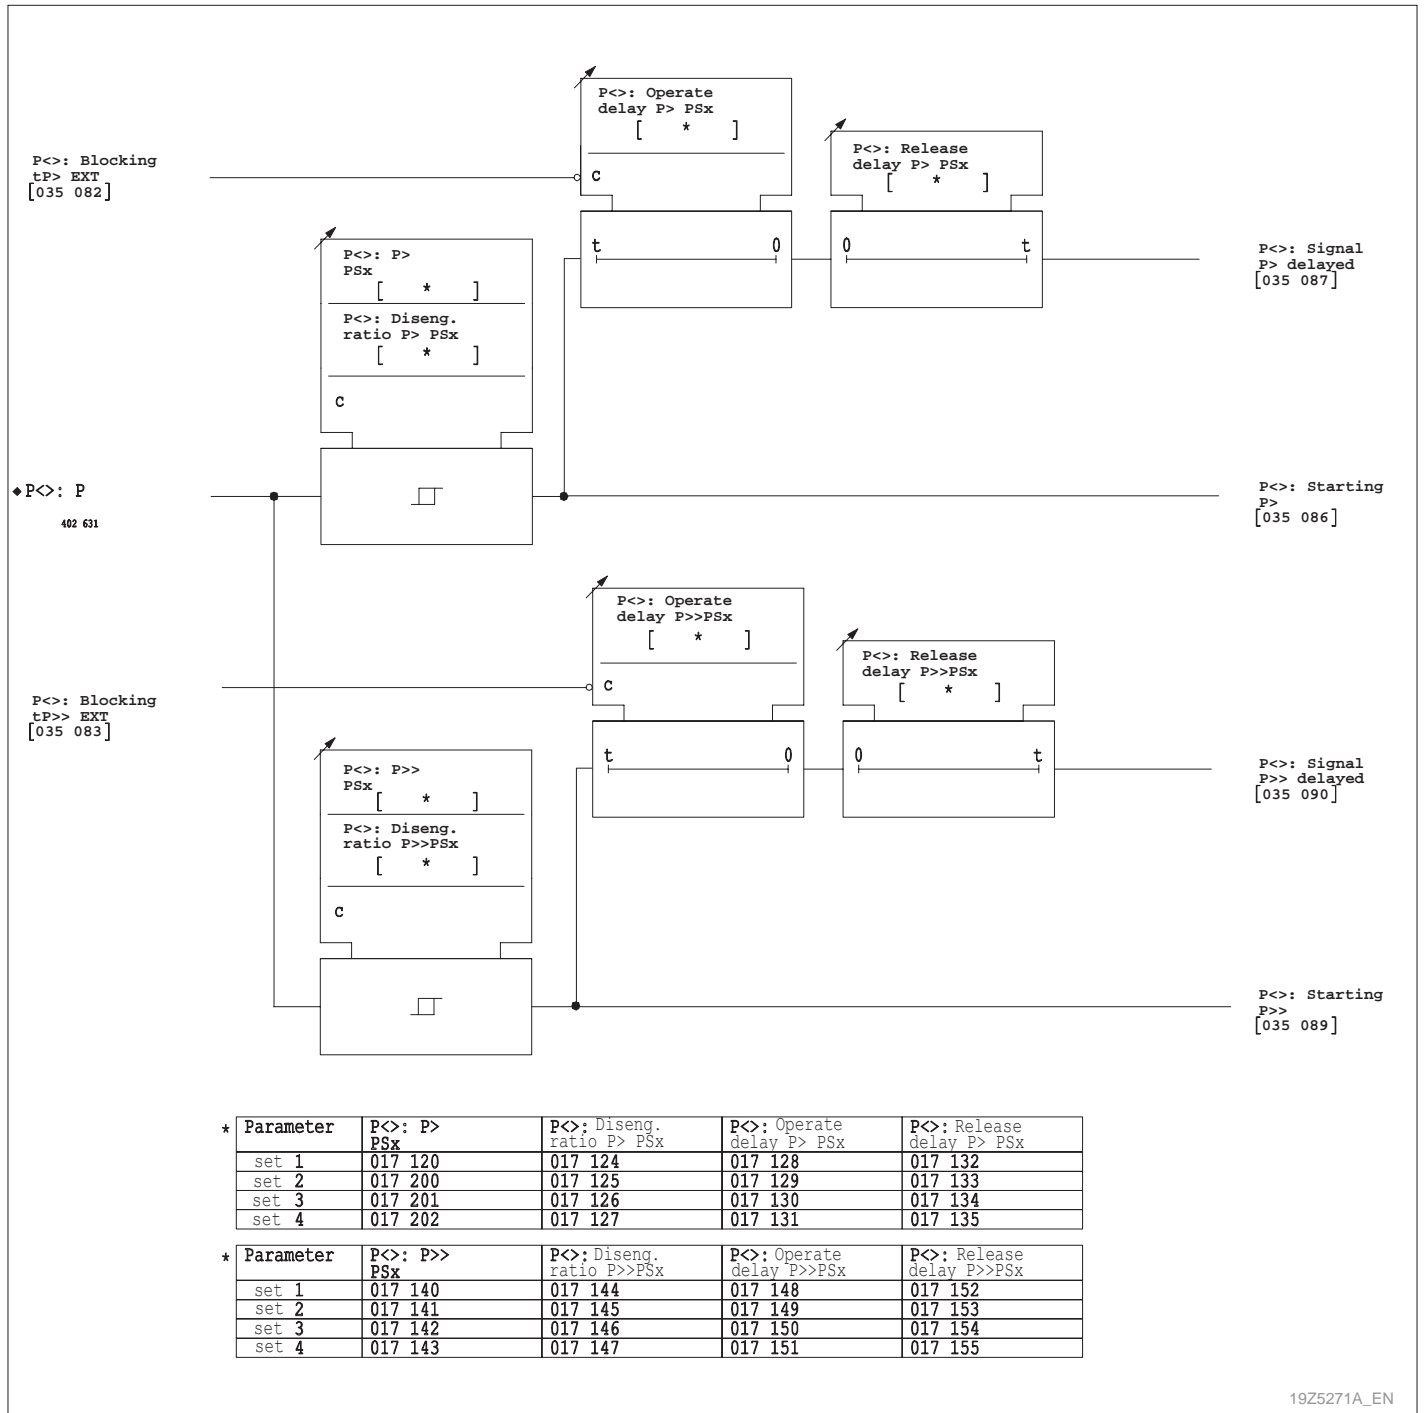 P<>: Operate
delay P> PSx
[ * ]
c
P<>: Release
delay P> PSx
[ * ]
P<>: Blocking
tP> EXT
[035 082]
t 0
0 t
P<>: Signal
P> delayed
[035 087]
P<>: P>
PSx
[ * ]
P<>: Diseng.
ratio P> PSx
[ * ]
c
◆P<>: P
402 631
P<>: Starting
P>
[035 086]
P<>: Operate
delay P>>PSx
[ * ]
c
P<>: Release
delay P>>PSx
[ * ]
P<>: Blocking
tP>> EXT
[035 083]
t 0
0 t
P<>: Signal
P>> delayed
[035 090]
P<>: P>>
PSx
[ * ]
P<>: Diseng.
ratio P>>PSx
[ * ]
c
P<>: Starting
P>>
[035 089]
* Parameter P<>: P> P<>: Diseng. P<>: Operate P<>: Release
PSx ratio P> PSx delay P> PSx delay P> PSx
set 1 017 120 017 124 017 128 017 132
set 2 017 200 017 125 017 129 017 133
set 3 017 201 017 126 017 130 017 134
set 4 017 202 017 127 017 131 017 135
* Parameter P<>: P>> P<>: Diseng. P<>: Operate P<>: Release
PSx ratio P>>PSx delay P>>PSx delay P>>PSx
set 1 017 140 017 144 017 148 017 152
set 2 017 141 017 145 017 149 017 153
set 3 017 142 017 146 017 150 017 154
set 4 017 143 017 147 017 151 017 155
19Z5271A_EN